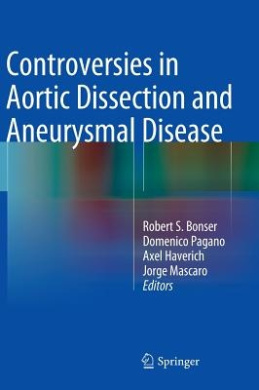 Controversies in
Aortic Dissection and
Aneurysmal Disease
Robert S. Bonser
Domenico Pagano
Axel Haverich
Jorge Mascaro
Editors
Springer